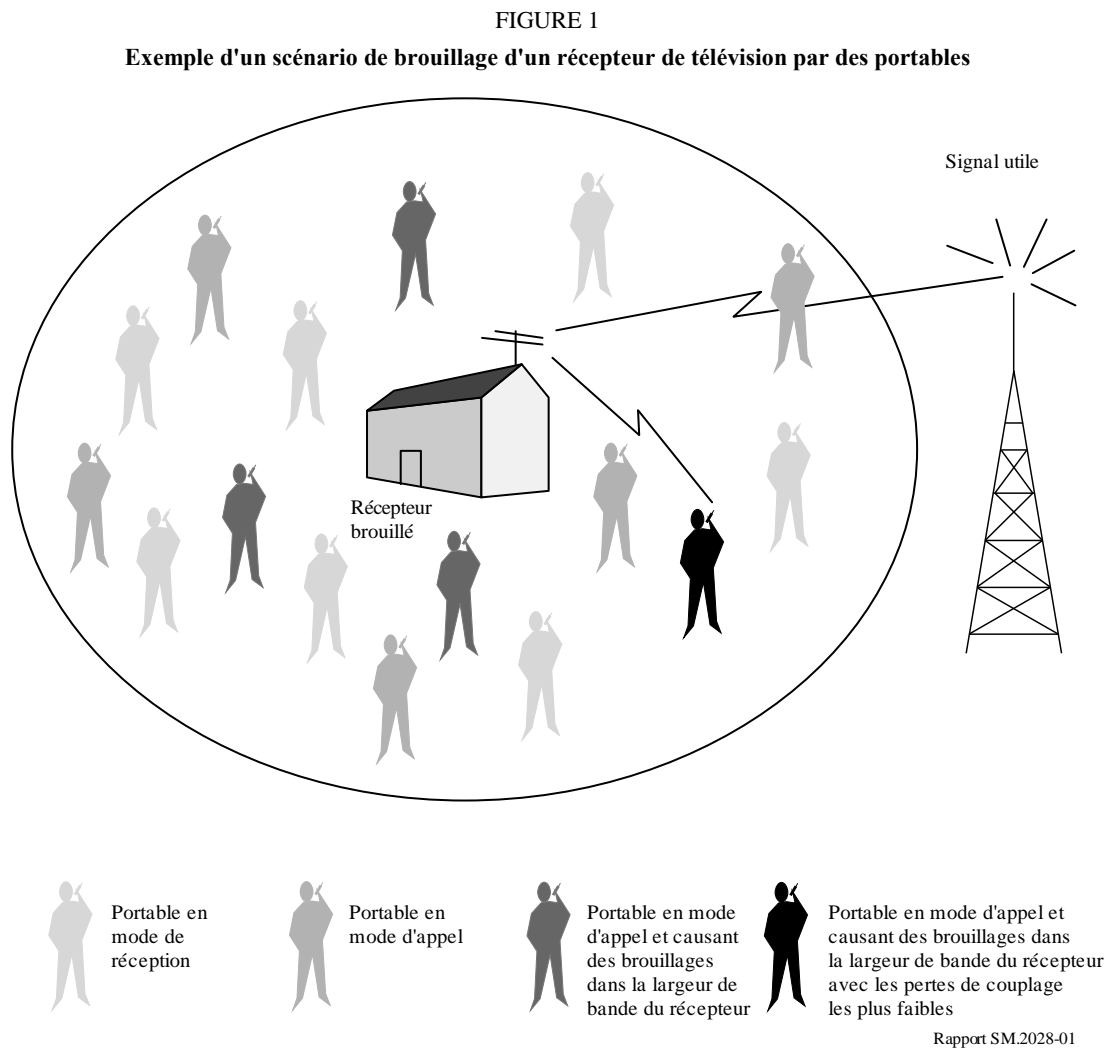 FIGURE 1
Exemple d'un scénario de brouillage d'un récepteur de télévision par des portables
Signal utile
Récepteur
brouillé
Portable en
mode de
réception
Portable en
mode d'appel
Portable en mode
d'appel et causant
des brouillages
dans la largeur de
bande du récepteur
Portable en mode d'appel et
causant des brouillages dans
la largeur de bande du récepteur
avec les pertes de couplage
les plus faibles
Rapport SM.2028-01